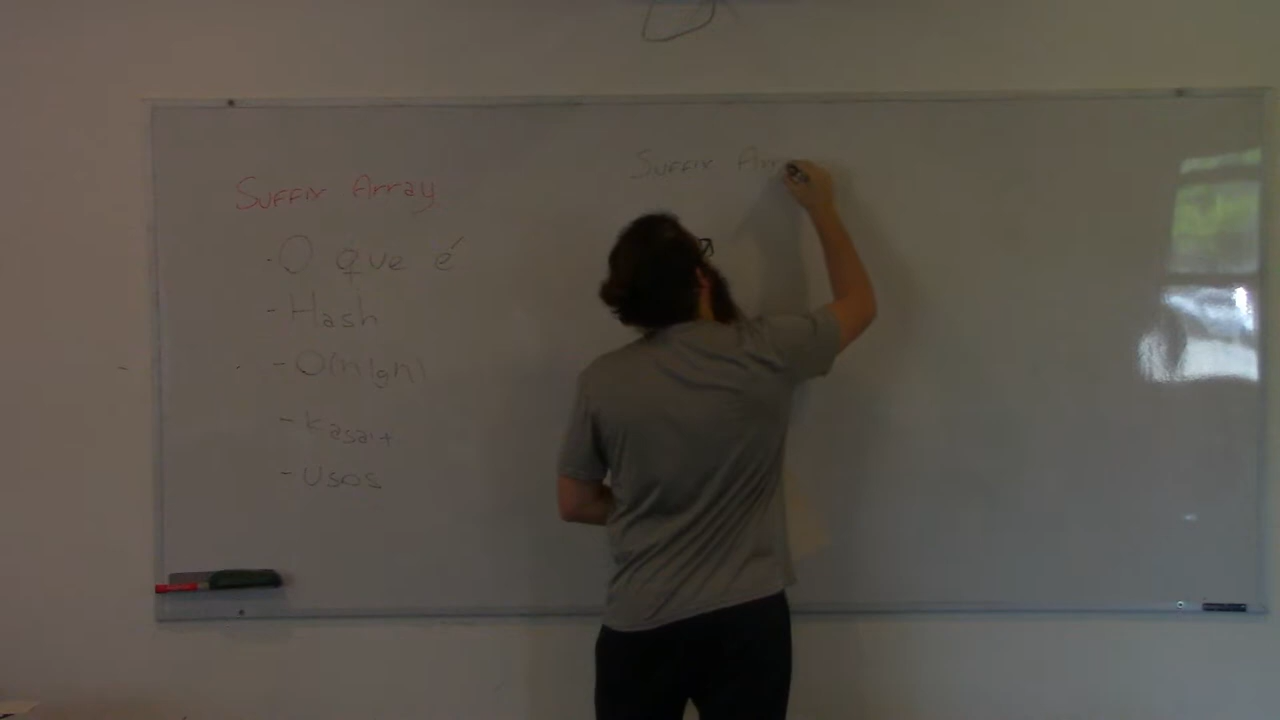 Suffix Array
- O que é
- Hash
- O(n lg n)
- Kasai +
- Usos
Suffix Arr